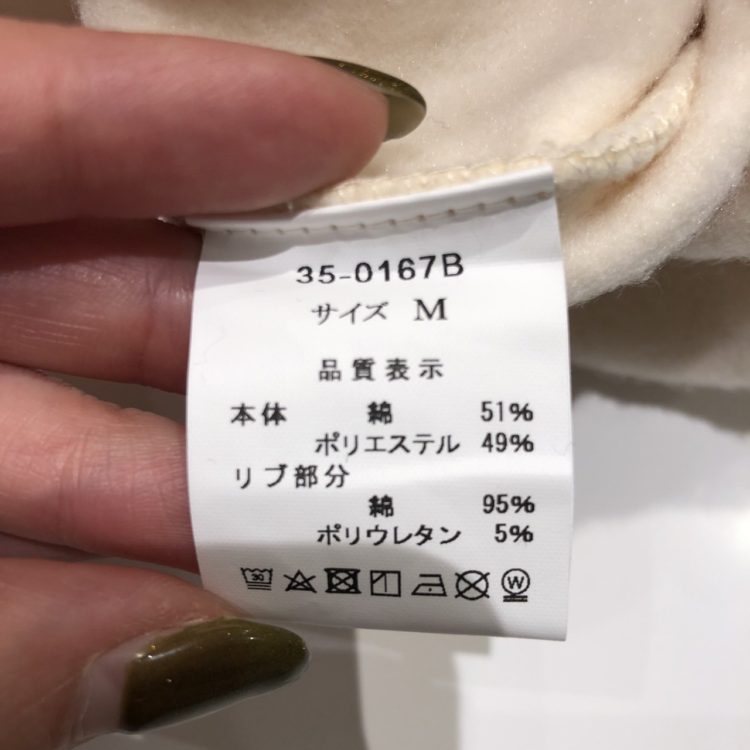 35-0167B
サイズ M
品質表示
本体 綿 51%
ポリエステル 49%
リブ部分
綿 95%
ポリウレタン 5%
30 W